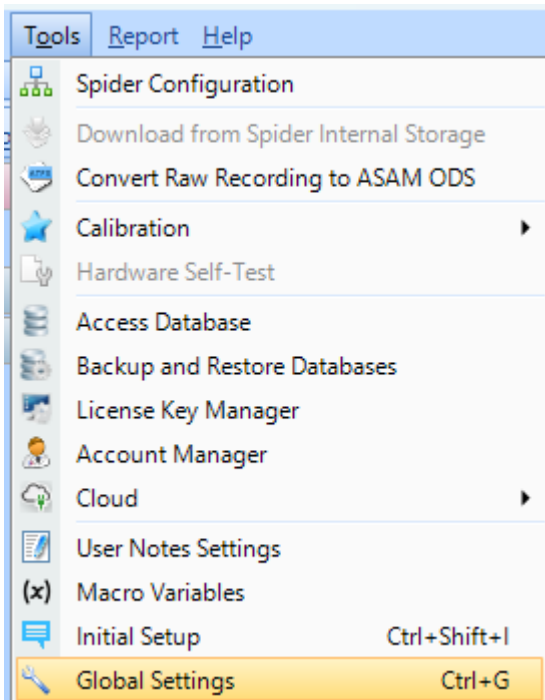 Tools Report Help
Spider Configuration
Download from Spider Internal Storage
Convert Raw Recording to ASAM ODS
Calibration
Hardware Self-Test
Access Database
Backup and Restore Databases
License Key Manager
Account Manager
Cloud
User Notes Settings
(x) Macro Variables
Initial Setup Ctrl+Shift+I
Global Settings Ctrl+G